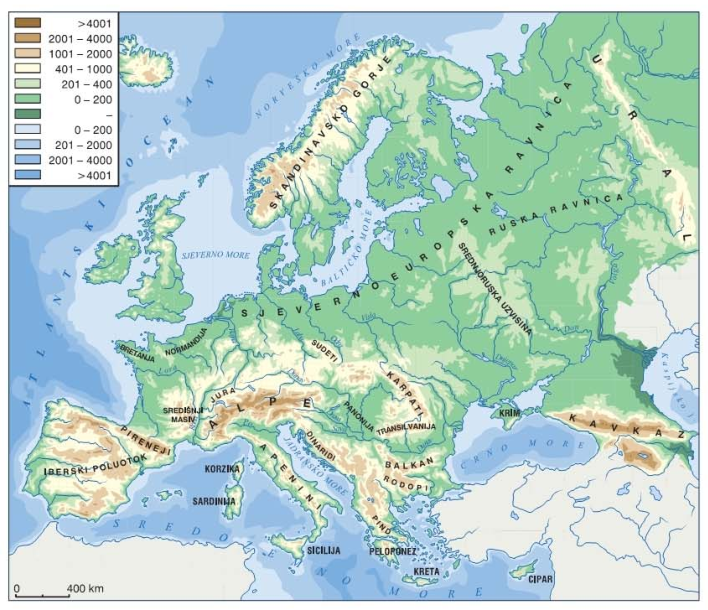 >4001
2001 – 4000
1001 – 2000
401 – 1000
201 – 400
0 – 200
–
0 – 200
201 – 2000
2001 – 4000
>4001
ATLANTSKI OCEAN
NORVEŠKO MORE
SKANDINAVSKO GORJE
URAL
SJEVERNOEUROPSKA RAVNICA
RUSKA RAVNICA
SREDNJORUSKA UZVISINA
SJEVERNO MORE
BALTIČKO MORE
BRETANJA
NORMANDIJA
SUDETI
KARPATI
JURA
ALPE
PANONIJA
TRANSILVANIJA
SREDIŠNJI
MASIV
KRIM
KAVKAZ
PIRENEJI
IBERSKI POLUOTOK
KORZIKA
SARDINIJA
APENINI
DINARIDI
JADRANSKO MORE
BALKAN
RODOPI
CRNO MORE
PIND
SICILIJA
PELOPONEZ
KRETA
CIPAR
SREDOZEMNO MORE
0 400 km